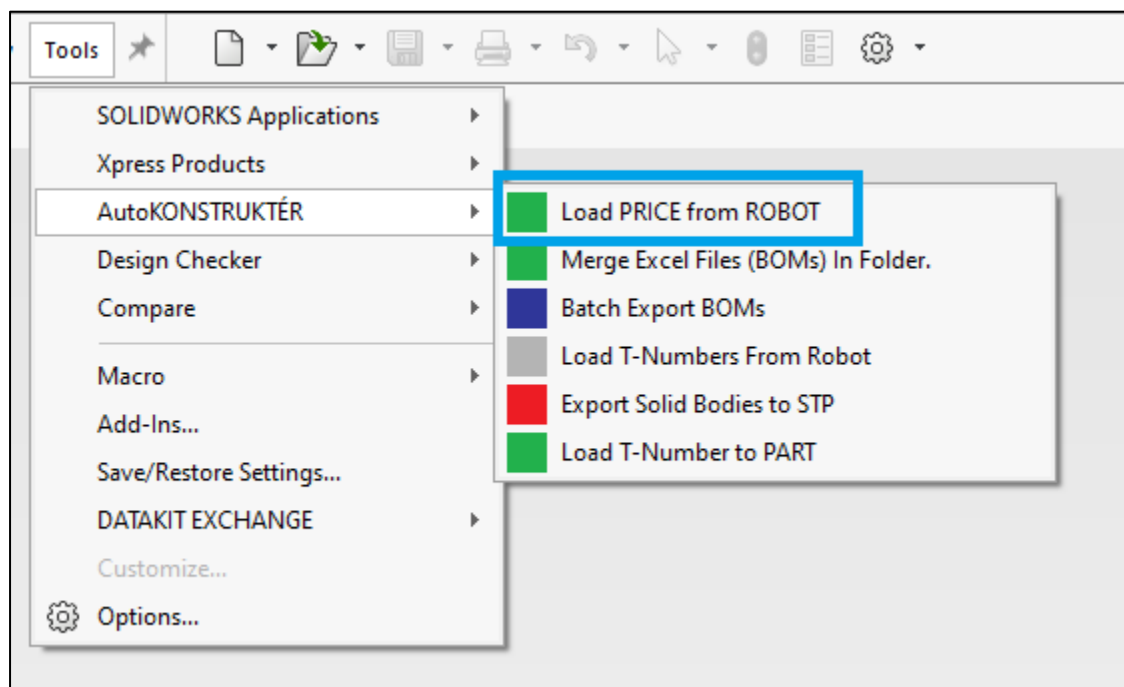 Tools
SOLIDWORKS Applications
Xpress Products
AutoKONSTRUKTÉR
Design Checker
Compare
Macro
Add-Ins...
Save/Restore Settings...
DATAKIT EXCHANGE
Customize...
Options...
Load PRICE from ROBOT
Merge Excel Files (BOMs) In Folder.
Batch Export BOMs
Load T-Numbers From Robot
Export Solid Bodies to STP
Load T-Number to PART